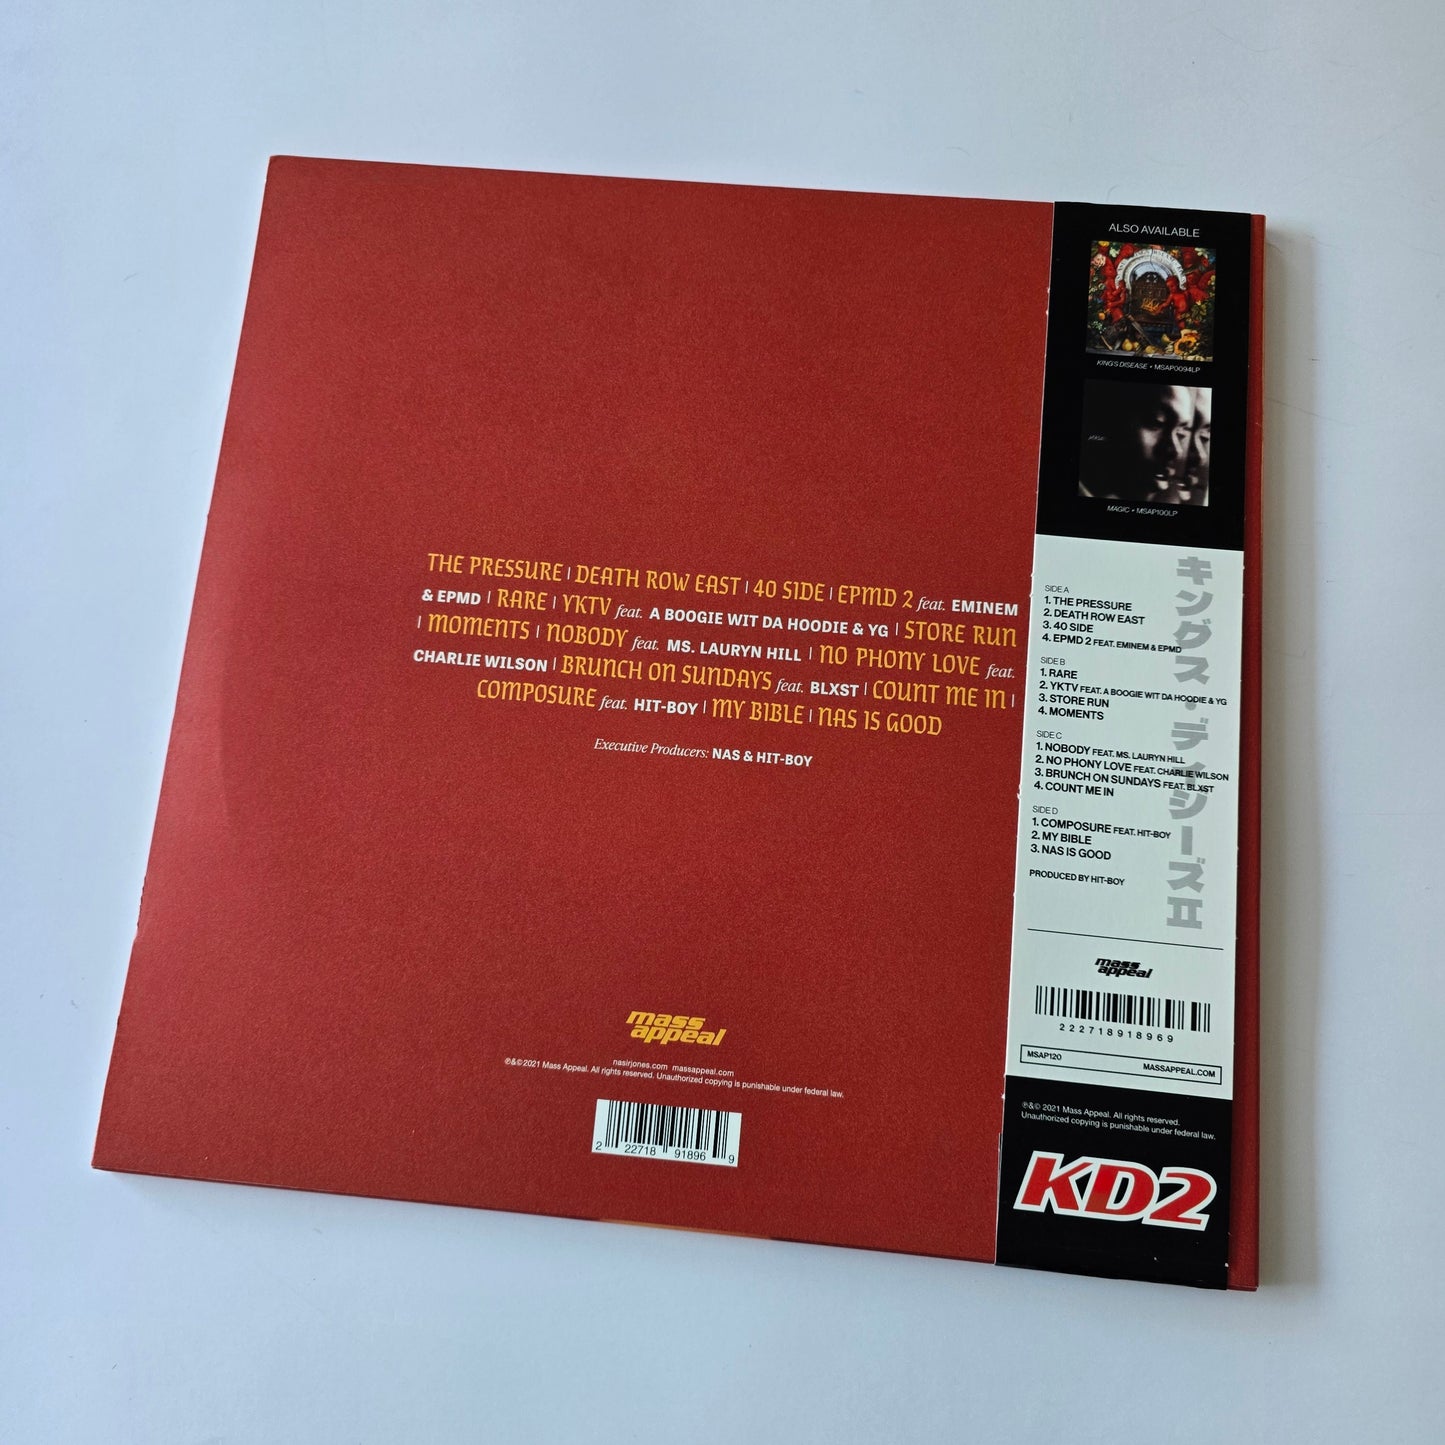 THE PRESSURE | DEATH ROW EAST | 40 SIDE | EPMD 2 feat. EMINEM
& EPMD | RARE | YKTV feat. A BOOGIE WIT DA HOODIE & YG | STORE RUN
| MOMENTS | NOBODY feat. MS. LAURYN HILL | NO PHONY LOVE feat.
CHARLIE WILSON | BRUNCH ON SUNDAYS feat. BLXST | COUNT ME IN |
COMPOSURE feat. HIT-BOY | MY BIBLE | NAS IS GOOD
Executive Producers: NAS & HIT-BOY
mass
appeal
nasirjones.com massappeal.com
℗&© 2021 Mass Appeal. All rights reserved. Unauthorized copying is punishable under federal law.
2 22718 91896 9
ALSO AVAILABLE
KING'S DISEASE • MSAP0094LP
MAGIC • MSAP100LP
キングス・ディジーズII
SIDE A
1. THE PRESSURE
2. DEATH ROW EAST
3. 40 SIDE
4. EPMD 2 FEAT. EMINEM & EPMD
SIDE B
1. RARE
2. YKTV FEAT. A BOOGIE WIT DA HOODIE & YG
3. STORE RUN
4. MOMENTS
SIDE C
1. NOBODY FEAT. MS. LAURYN HILL
2. NO PHONY LOVE FEAT. CHARLIE WILSON
3. BRUNCH ON SUNDAYS FEAT. BLXST
4. COUNT ME IN
SIDE D
1. COMPOSURE FEAT. HIT-BOY
2. MY BIBLE
3. NAS IS GOOD
PRODUCED BY HIT-BOY
mass
appeal
222718918969
MSAP120
MASSAPPEAL.COM
℗&© 2021 Mass Appeal. All rights reserved.
Unauthorized copying is punishable under federal law.
KD2